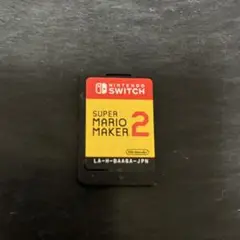 NINTENDO
SWITCH
SUPER
MARIO
MAKER 2
Nintendo
LA-H-BAAQA-JPN